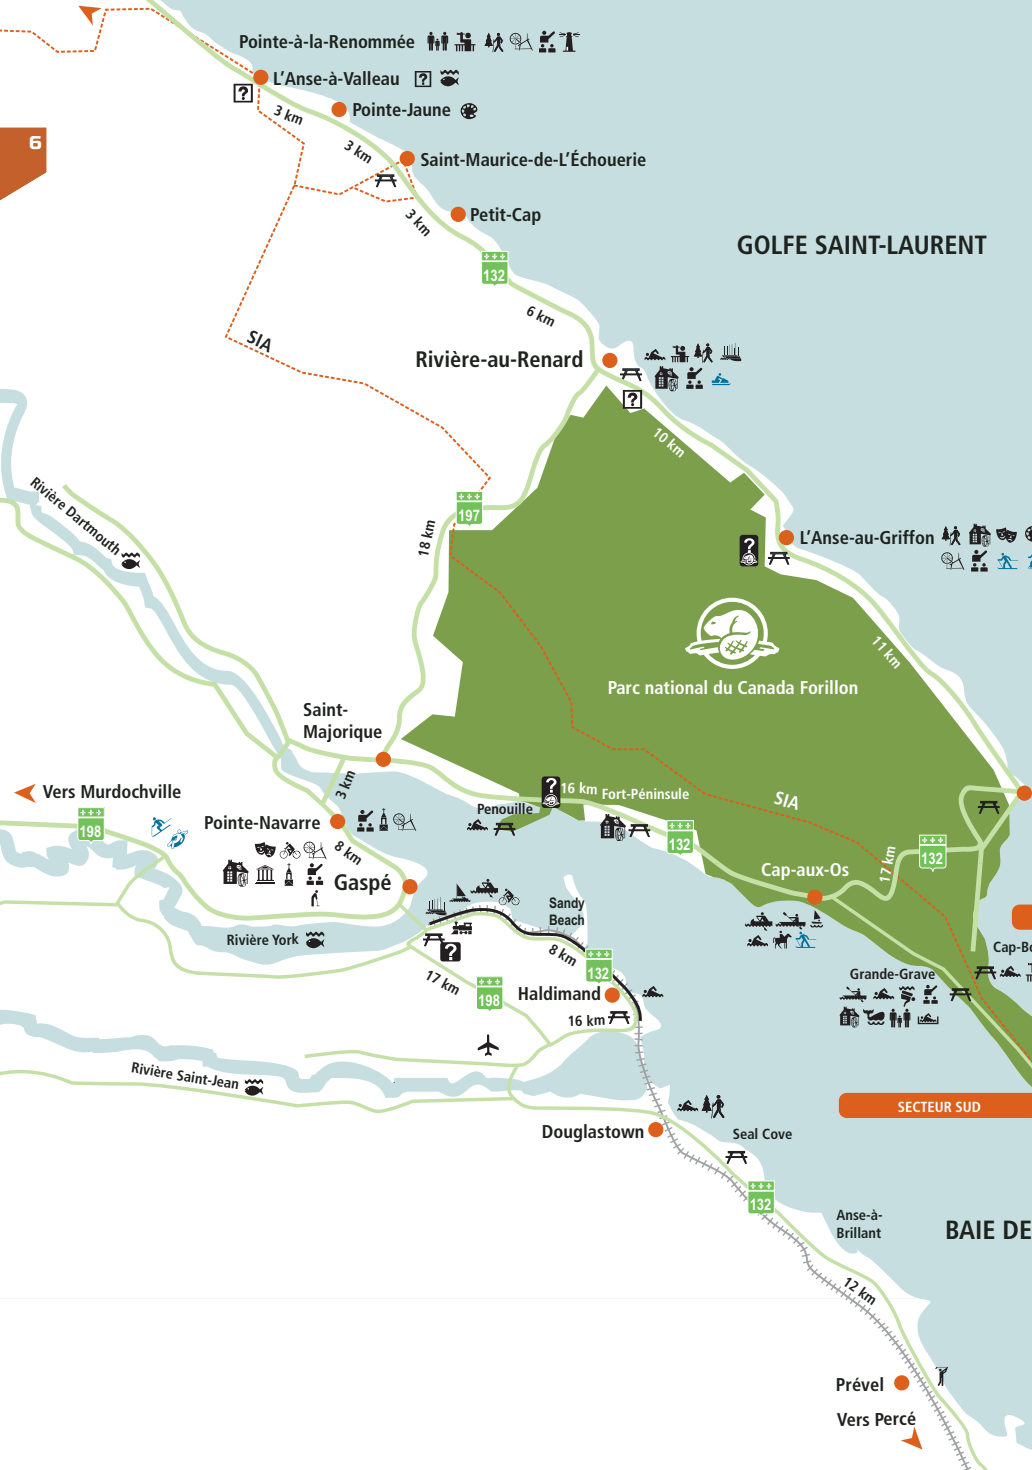 Pointe-à-la-Renommée
L'Anse-à-Valleau ?
?
3 km
Pointe-Jaune
6
3 km
Saint-Maurice-de-L'Échouerie
3 km
Petit-Cap
GOLFE SAINT-LAURENT
132
6 km
SIA
Rivière-au-Renard
?
10 km
Rivière Dartmouth
197
18 km
L'Anse-au-Griffon
?
11 km
Parc national du Canada Forillon
Saint-
Majorique
3 km
Vers Murdochville
198
?
16 km
Fort-Péninsule
Penouille
SIA
Pointe-Navarre
132
132
8 km
17 km
Cap-aux-Os
Gaspé
Sandy
Beach
Rivière York
?
8 km
132
Cap-Bo
17 km
198
Haldimand
Grande-Grave
16 km
Rivière Saint-Jean
SECTEUR SUD
Douglastown
Seal Cove
132
Anse-à-
Brillant
BAIE DE
12 km
Prével
Vers Percé